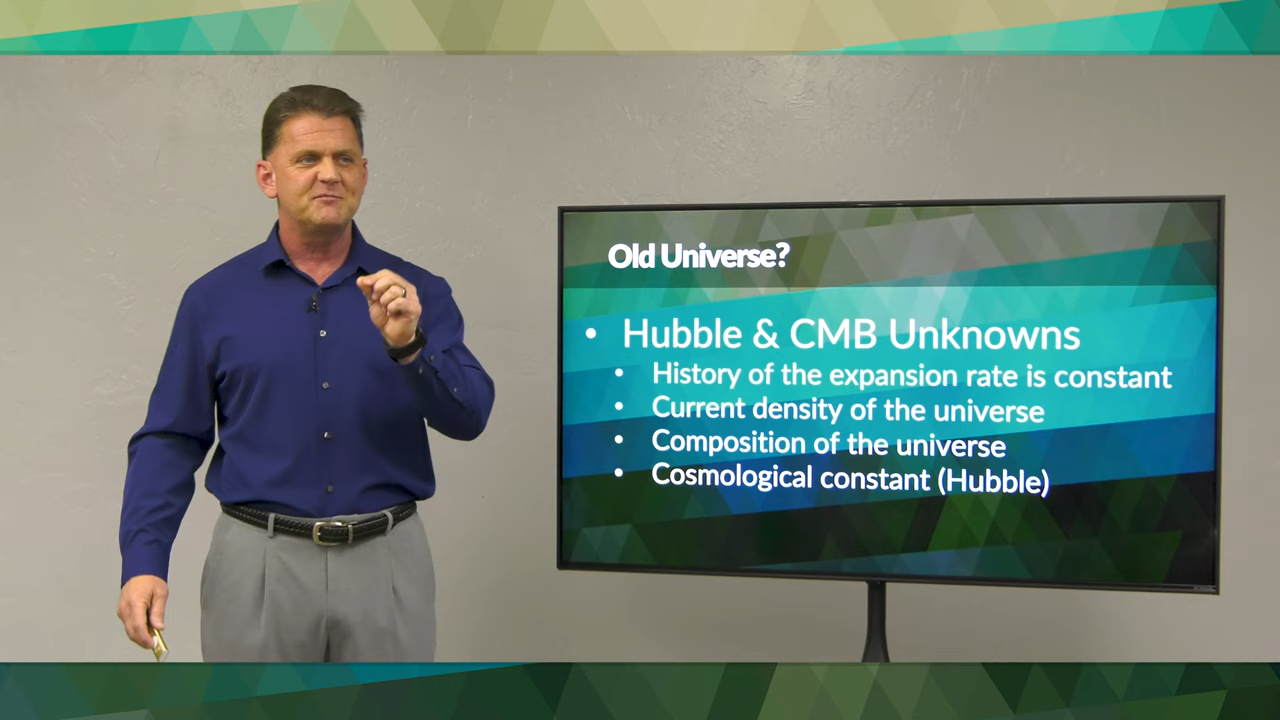 Old Universe?
• Hubble & CMB Unknowns
• History of the expansion rate is constant
• Current density of the universe
• Composition of the universe
• Cosmological constant (Hubble)